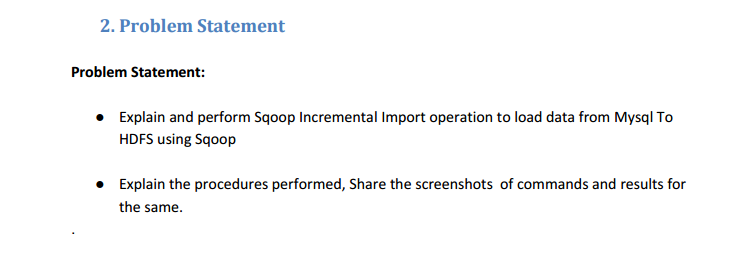 2. Problem Statement
Problem Statement:
● Explain and perform Sqoop Incremental Import operation to load data from Mysql To
HDFS using Sqoop
● Explain the procedures performed, Share the screenshots of commands and results for
the same.
.